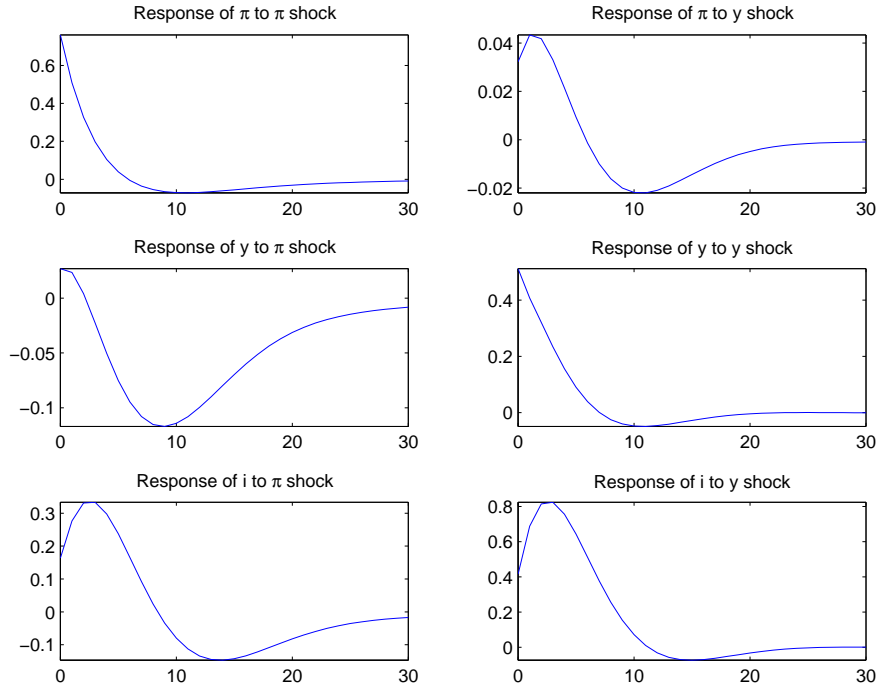 Response of π to π shock
0.6
0.4
0.2
0
0 10 20 30
Response of π to y shock
0.04
0.02
0
−0.02
0 10 20 30
Response of y to π shock
0
−0.05
−0.1
0 10 20 30
Response of y to y shock
0.4
0.2
0
0 10 20 30
Response of i to π shock
0.3
0.2
0.1
0
−0.1
0 10 20 30
Response of i to y shock
0.8
0.6
0.4
0.2
0
0 10 20 30